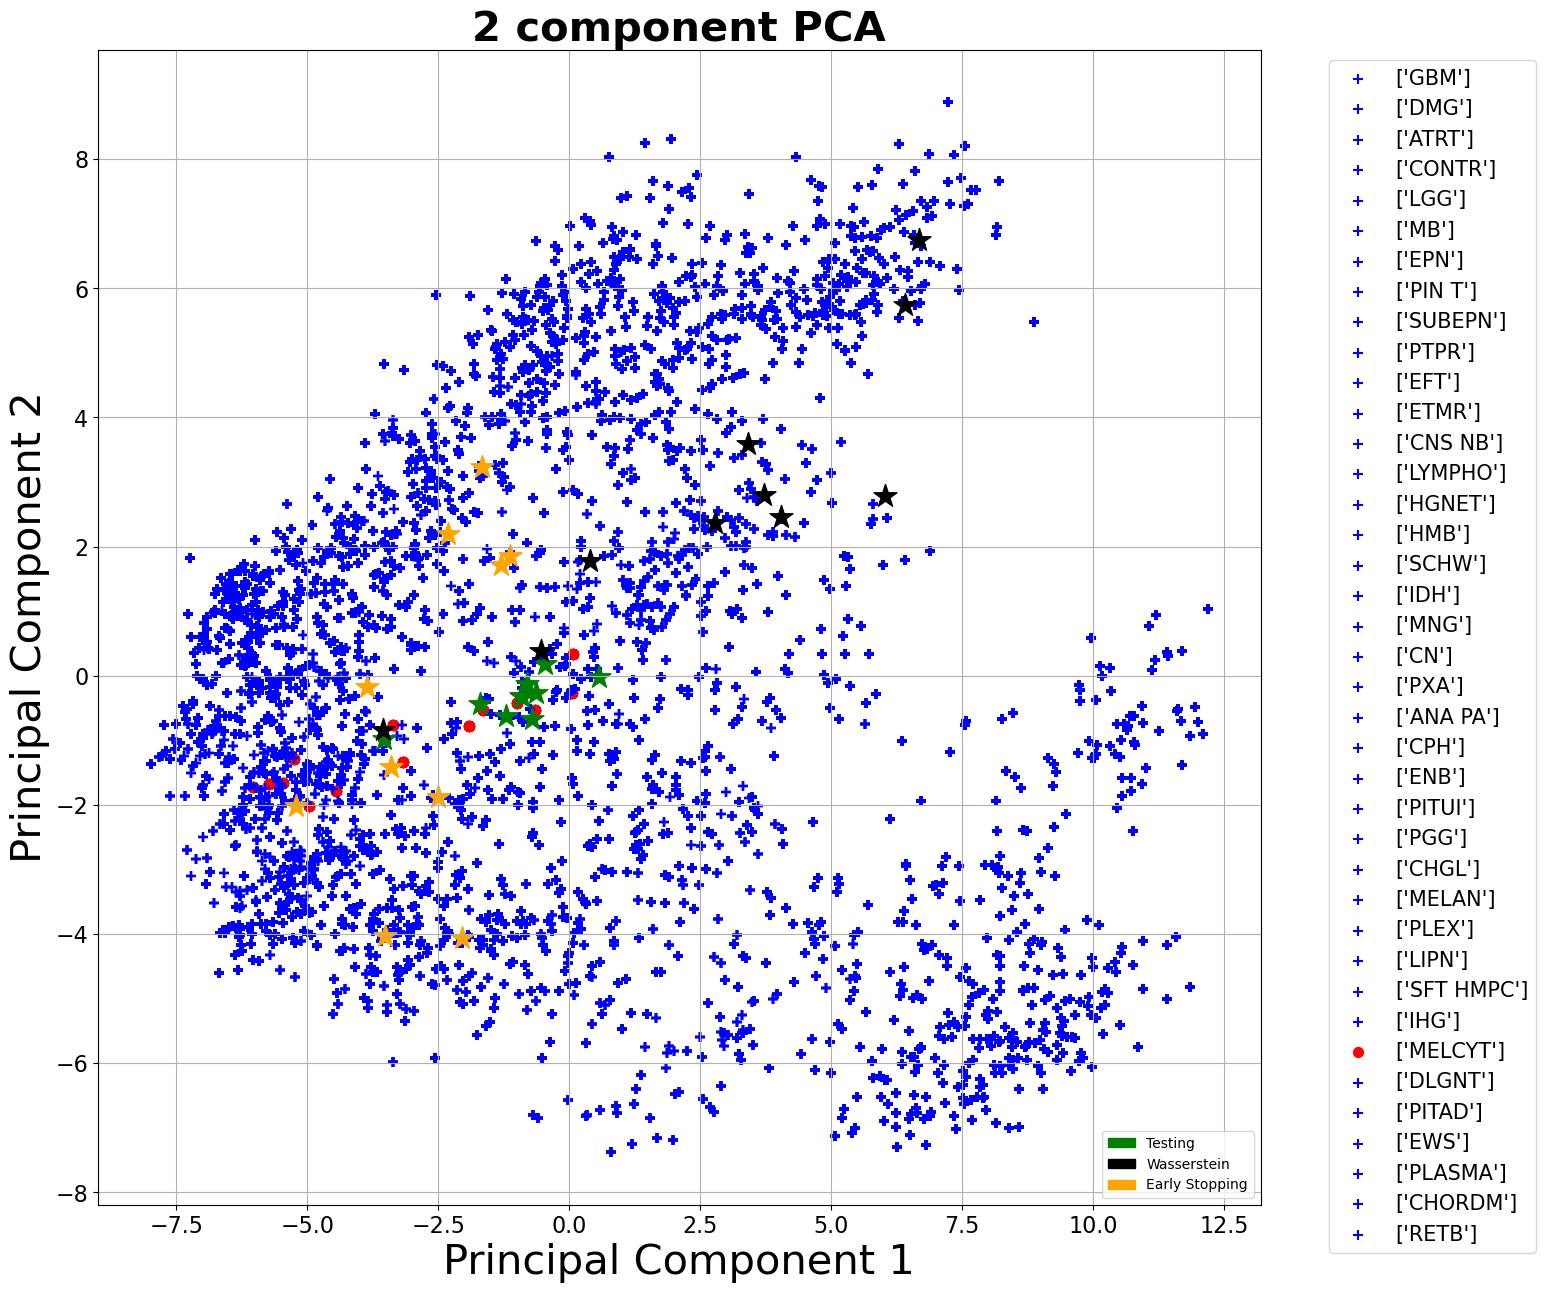 2 component PCA
Principal Component 2
8
6
4
2
0
−2
−4
−6
−8
−7.5 −5.0 −2.5 0.0 2.5 5.0 7.5 10.0 12.5
Principal Component 1
Testing
Wasserstein
Early Stopping
['GBM']
['DMG']
['ATRT']
['CONTR']
['LGG']
['MB']
['EPN']
['PIN T']
['SUBEPN']
['PTPR']
['EFT']
['ETMR']
['CNS NB']
['LYMPHO']
['HGNET']
['HMB']
['SCHW']
['IDH']
['MNG']
['CN']
['PXA']
['ANA PA']
['CPH']
['ENB']
['PITUI']
['PGG']
['CHGL']
['MELAN']
['PLEX']
['LIPN']
['SFT HMPC']
['IHG']
['MELCYT']
['DLGNT']
['PITAD']
['EWS']
['PLASMA']
['CHORDM']
['RETB']